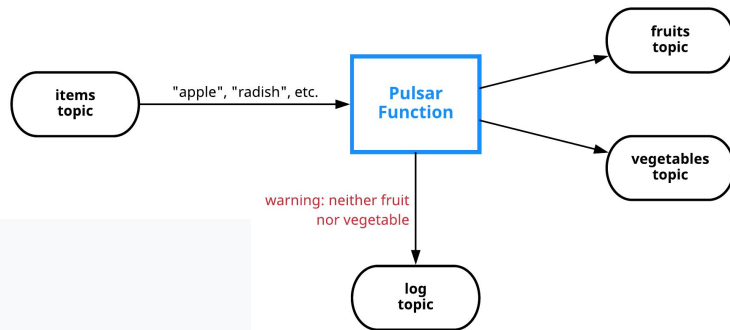 fruits
topic
items
topic
"apple", "radish", etc.
Pulsar
Function
vegetables
topic
warning: neither fruit
nor vegetable
log
topic